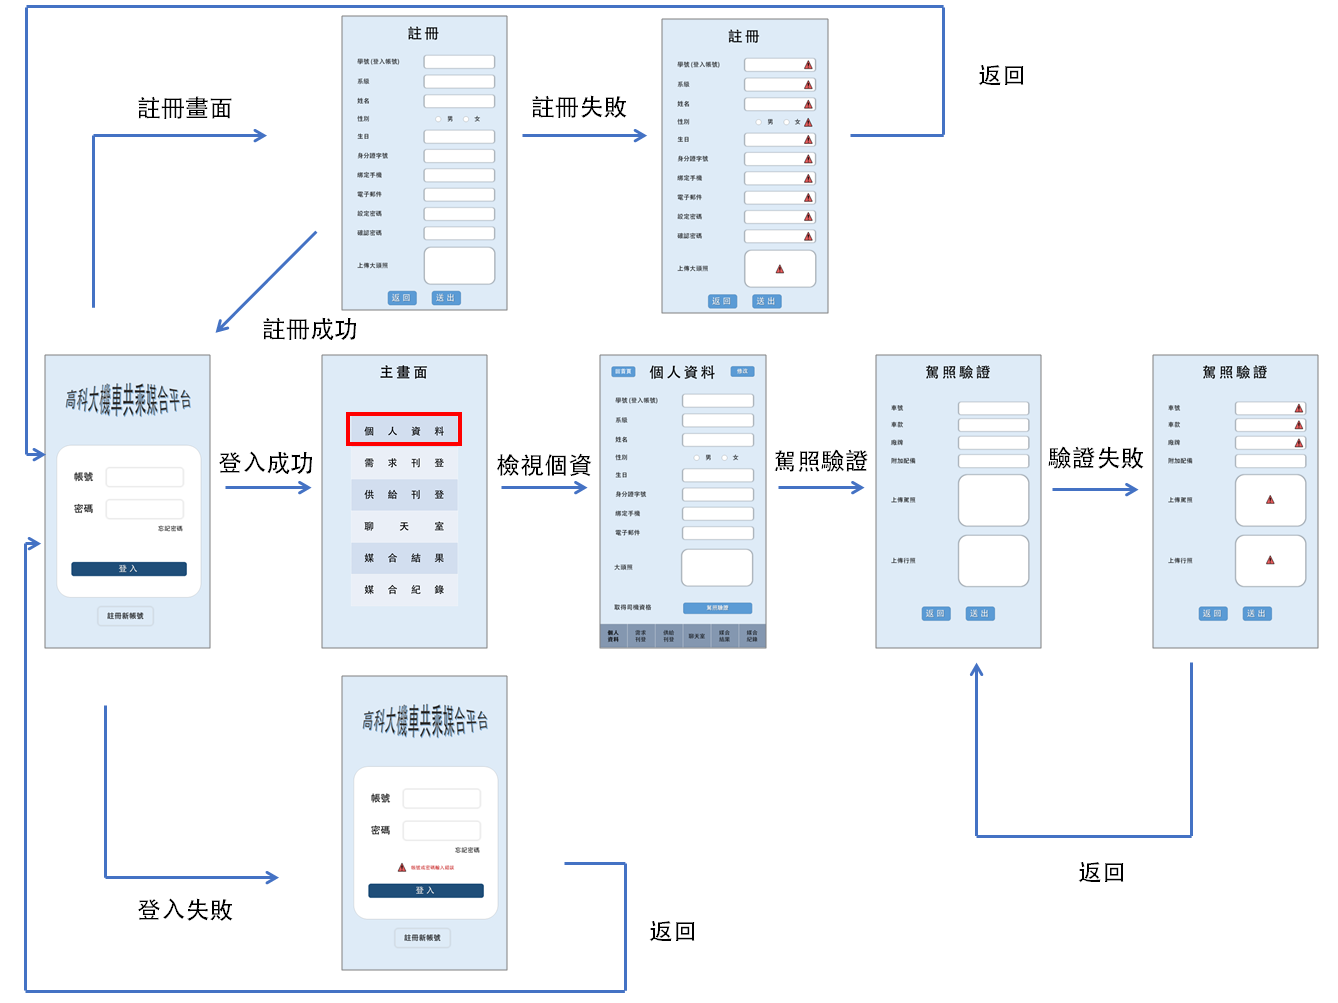 註冊
學號(登入帳號)
系級
姓名
性別 男 女
生日
身分證字號
綁定手機
電子郵件
設定密碼
確認密碼
上傳大頭照
返回 送出
註冊
學號(登入帳號)
系級
姓名
性別 男 女
生日
身分證字號
綁定手機
電子郵件
設定密碼
確認密碼
上傳大頭照
返回 送出
註冊畫面
註冊失敗
返回
註冊成功
高科大機車共乘媒合平台
帳號
密碼
忘記密碼
登入
註冊新帳號
登入成功
主畫面
個人資料
需求刊登
供給刊登
聊天室
媒合結果
媒合紀錄
檢視個資
回首頁 個人資料 修改
學號(登入帳號)
系級
姓名
性別 男 女
生日
身分證字號
綁定手機
電子郵件
大頭照
取得司機資格 駕照驗證
個人資料 需求刊登 供給刊登 聊天室 媒合結果 媒合紀錄
駕照驗證
駕照驗證
車號
車款
廠牌
附加配備
上傳駕照
上傳行照
返回 送出
驗證失敗
駕照驗證
車號
車款
廠牌
附加配備
上傳駕照
上傳行照
返回 送出
返回
登入失敗
高科大機車共乘媒合平台
帳號
密碼
忘記密碼
帳號或密碼輸入錯誤
登入
註冊新帳號
返回